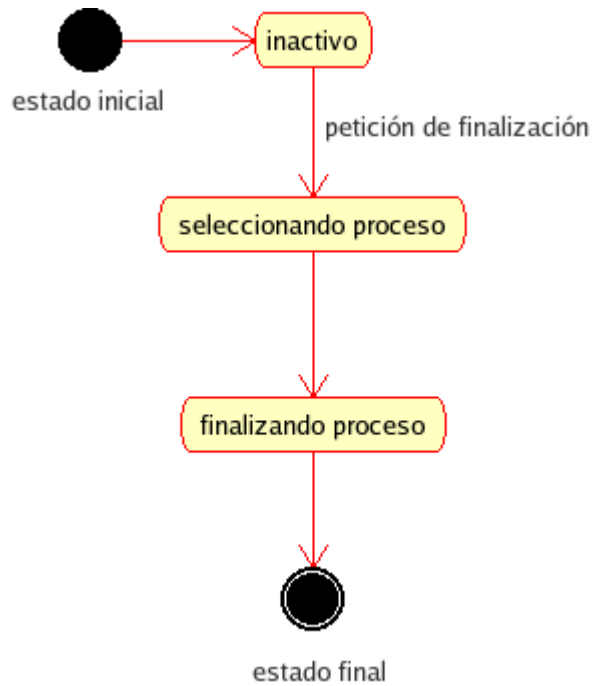 inactivo
estado inicial
petición de finalización
seleccionando proceso
finalizando proceso
estado final